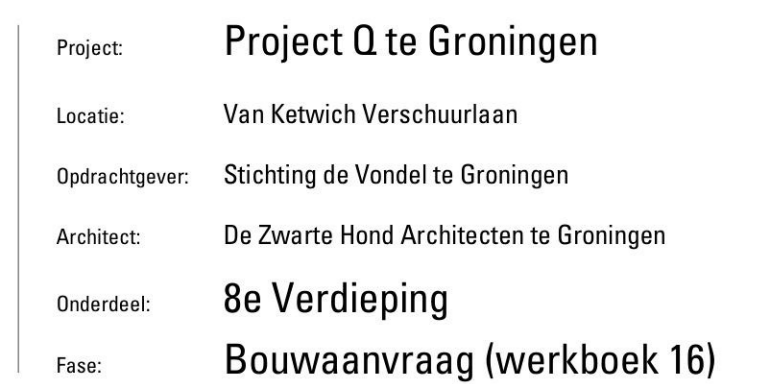 Project: Project Q te Groningen
Locatie: Van Ketwich Verschuurlaan
Opdrachtgever: Stichting de Vondel te Groningen
Architect: De Zwarte Hond Architecten te Groningen
Onderdeel: 8e Verdieping
Fase: Bouwaanvraag (werkboek 16)